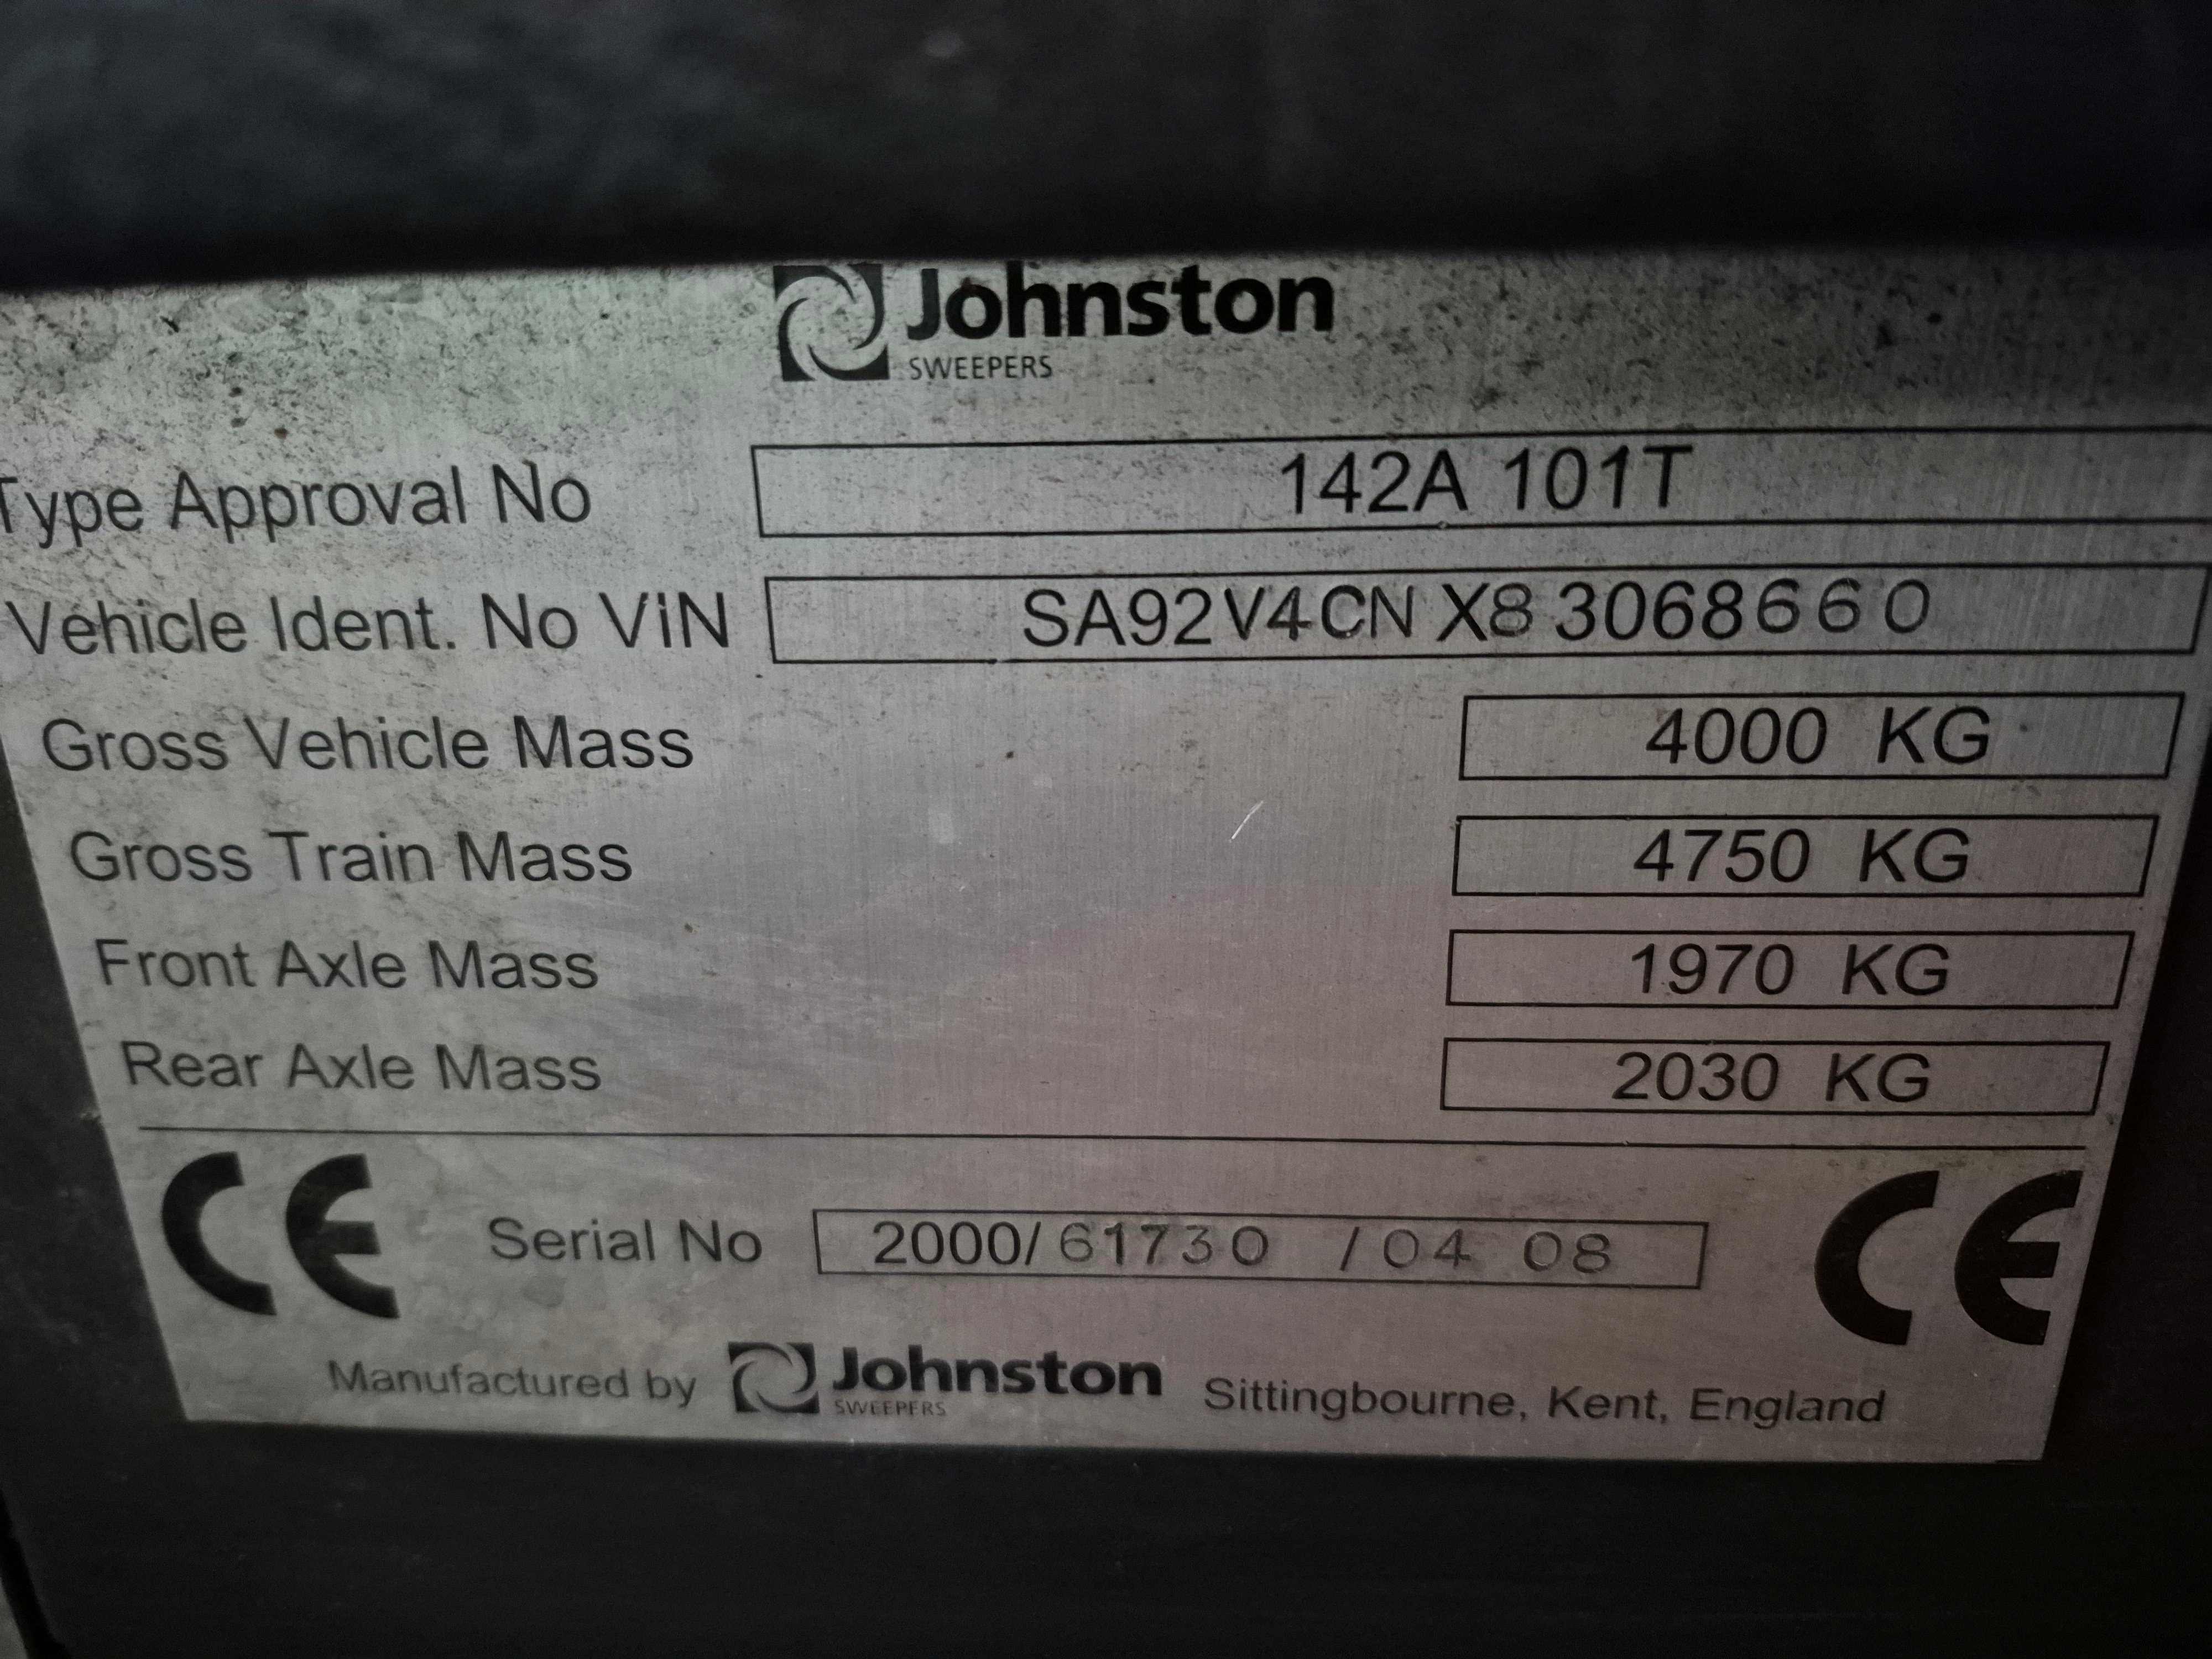 Johnston
SWEEPERS
Type Approval No 142A 101T
Vehicle Ident. No ViN SA92V4CN X8 3068660
Gross Vehicle Mass 4000 KG
Gross Train Mass 4750 KG
Front Axle Mass 1970 KG
Rear Axle Mass 2030 KG
CE Serial No 2000/ 61730 / 04 08 CE
Manufactured by Johnston SWEEPERS Sittingbourne, Kent, England